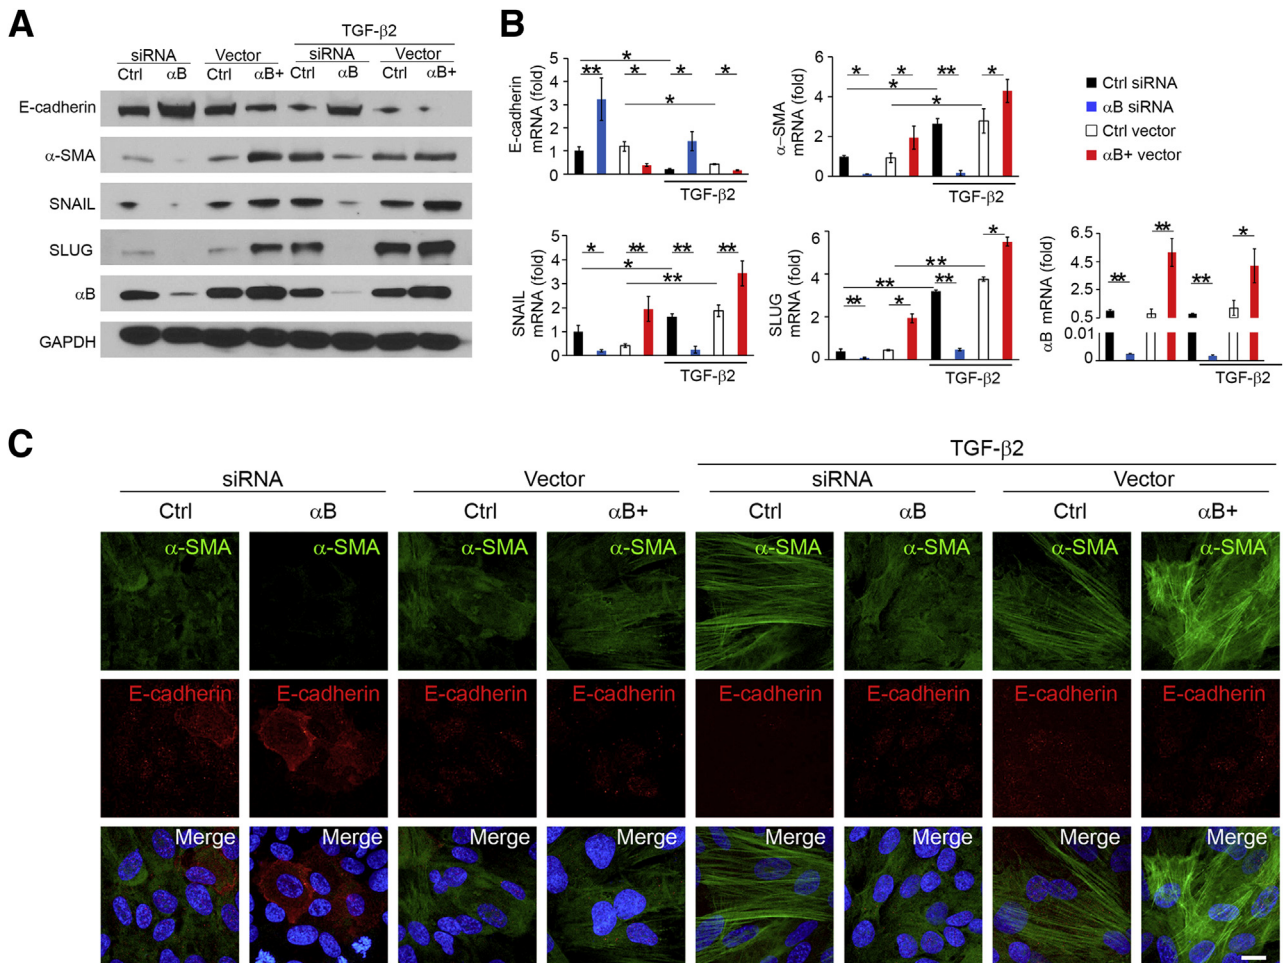 A
TGF-β2
siRNA Vector siRNA Vector
Ctrl αB Ctrl αB+ Ctrl αB Ctrl αB+
E-cadherin
α-SMA
SNAIL
SLUG
αB
GAPDH
B
E-cadherin
mRNA (fold)
5
4
3
2
1
0
* ** * * * *
TGF-β2
α–SMA
mRNA (fold)
6
4
2
0
* * ** * * *
TGF-β2
Ctrl siRNA
αB siRNA
Ctrl vector
αB+ vector
SNAIL
mRNA (fold)
5
4
3
2
1
0
* ** ** ** * **
TGF-β2
SLUG
mRNA (fold)
6
4
2
0
* ** ** ** ** *
TGF-β2
αB mRNA (fold)
6.5
4.5
2.5
0.5
0.01
0
** ** ** *
TGF-β2
C
TGF-β2
siRNA Vector siRNA Vector
Ctrl αB Ctrl αB+ Ctrl αB Ctrl αB+
α-SMA α-SMA α-SMA α-SMA α-SMA α-SMA α-SMA α-SMA
E-cadherin E-cadherin E-cadherin E-cadherin E-cadherin E-cadherin E-cadherin E-cadherin
Merge Merge Merge Merge Merge Merge Merge Merge